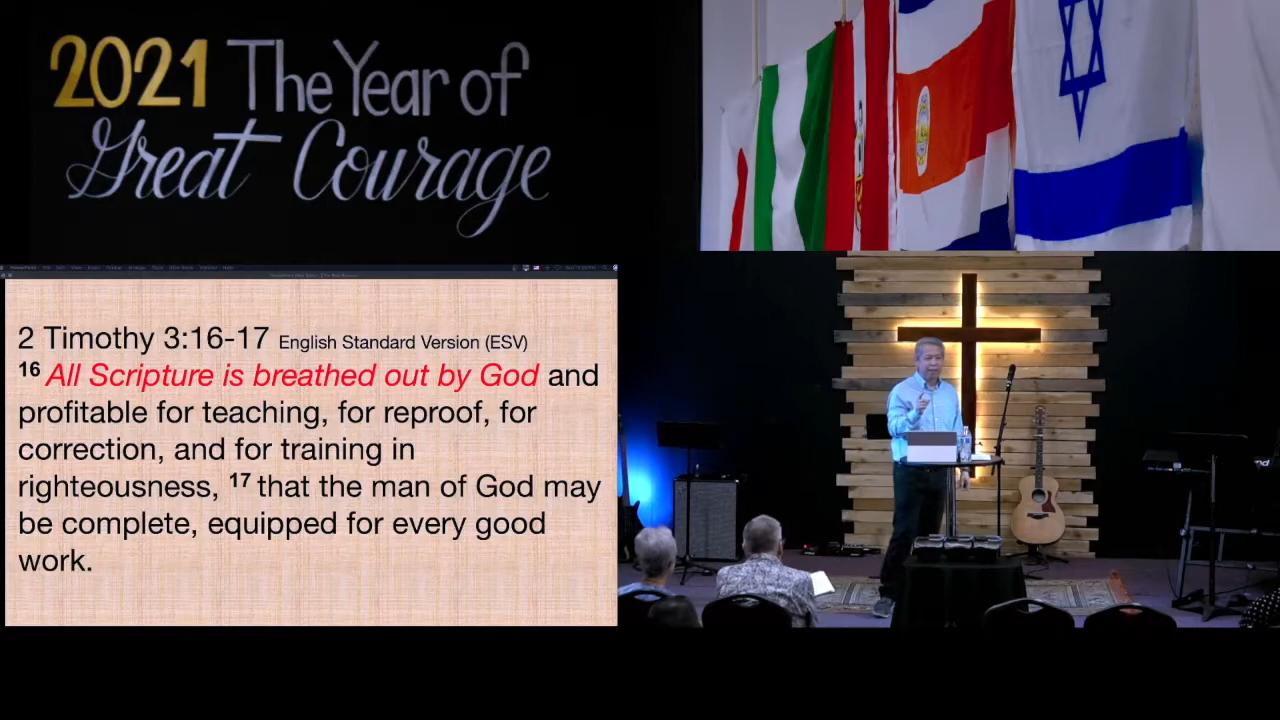 2021 The Year of
Great Courage
2 Timothy 3:16-17 English Standard Version (ESV)
16 All Scripture is breathed out by God and
profitable for teaching, for reproof, for
correction, and for training in
righteousness, 17 that the man of God may
be complete, equipped for every good
work.